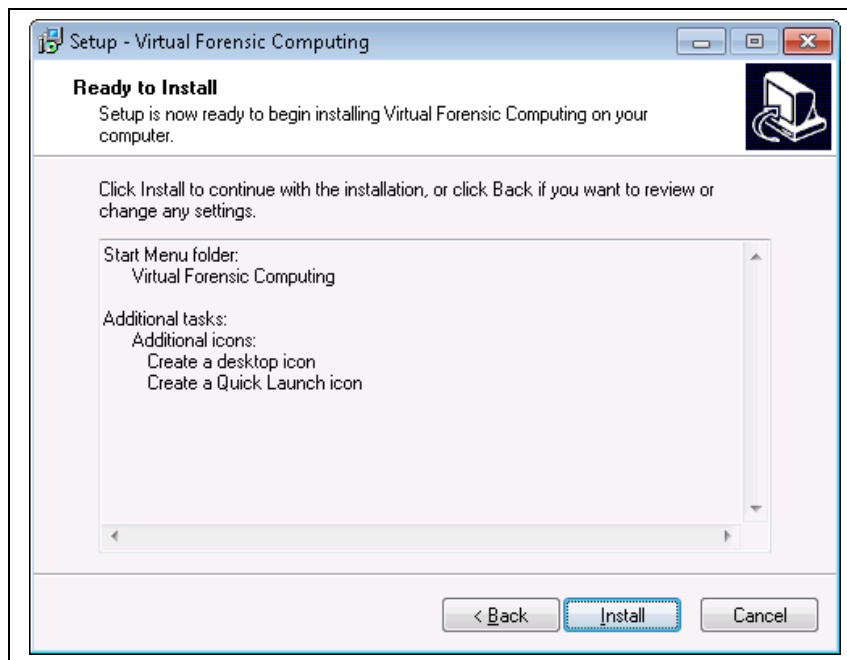 Setup - Virtual Forensic Computing
Ready to Install
Setup is now ready to begin installing Virtual Forensic Computing on your
computer.
Click Install to continue with the installation, or click Back if you want to review or
change any settings.
Start Menu folder:
Virtual Forensic Computing
Additional tasks:
Additional icons:
Create a desktop icon
Create a Quick Launch icon
< Back
Install
Cancel